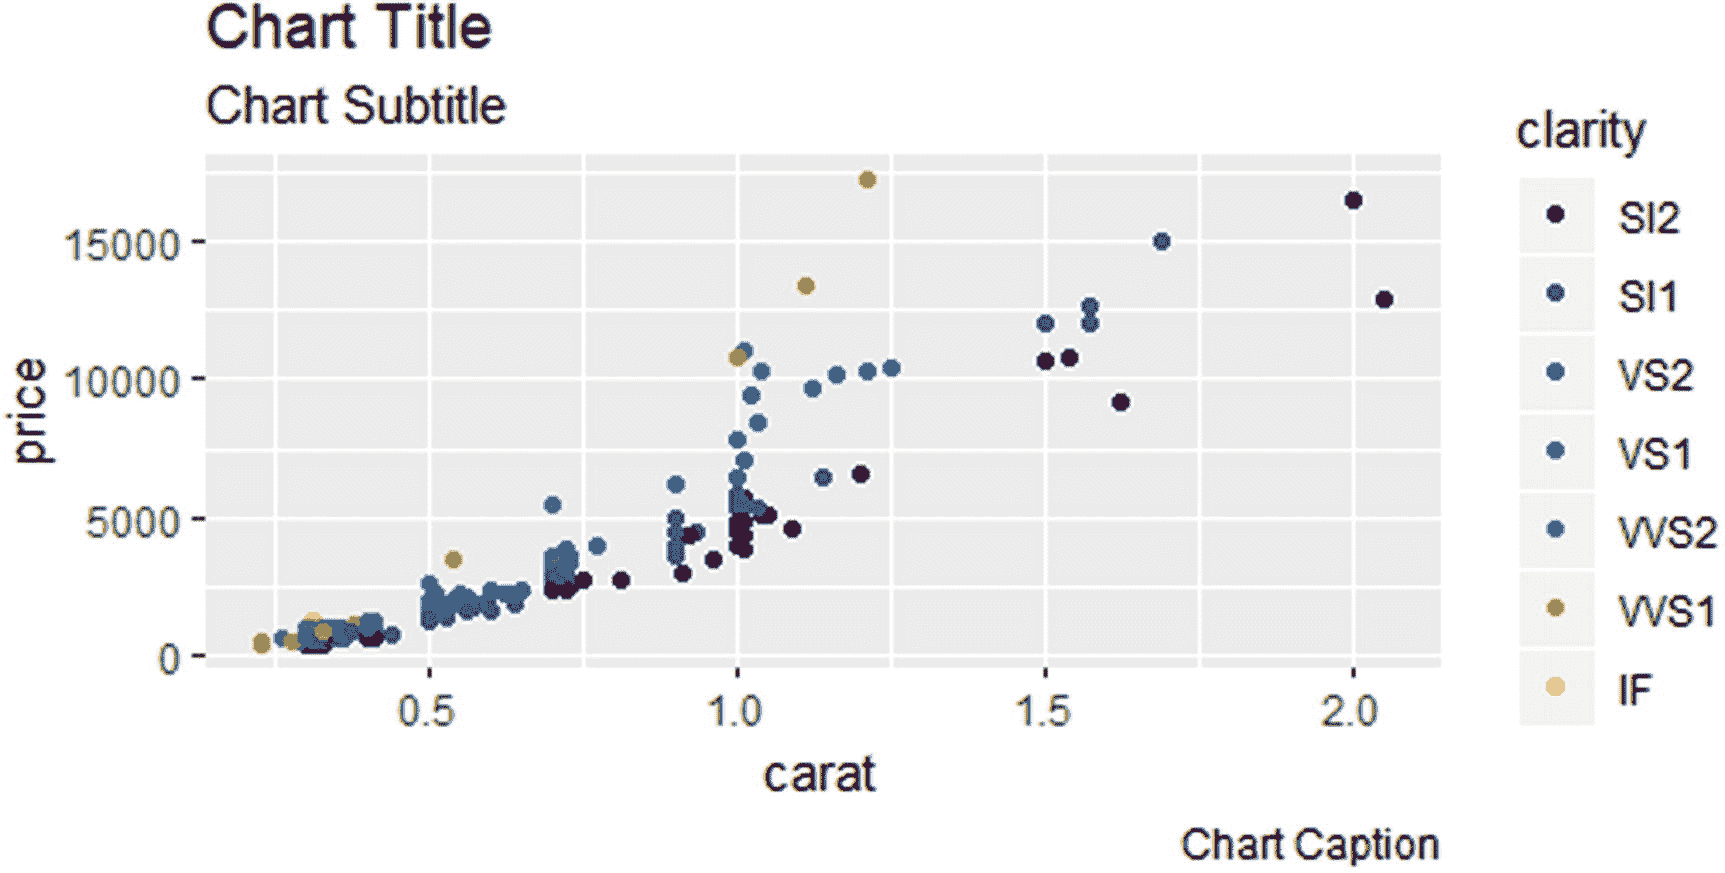 Chart Title
Chart Subtitle
clarity
SI2
SI1
VS2
VS1
VVS2
VVS1
IF
price
15000
10000
5000
0
0.5 1.0 1.5 2.0
carat
Chart Caption